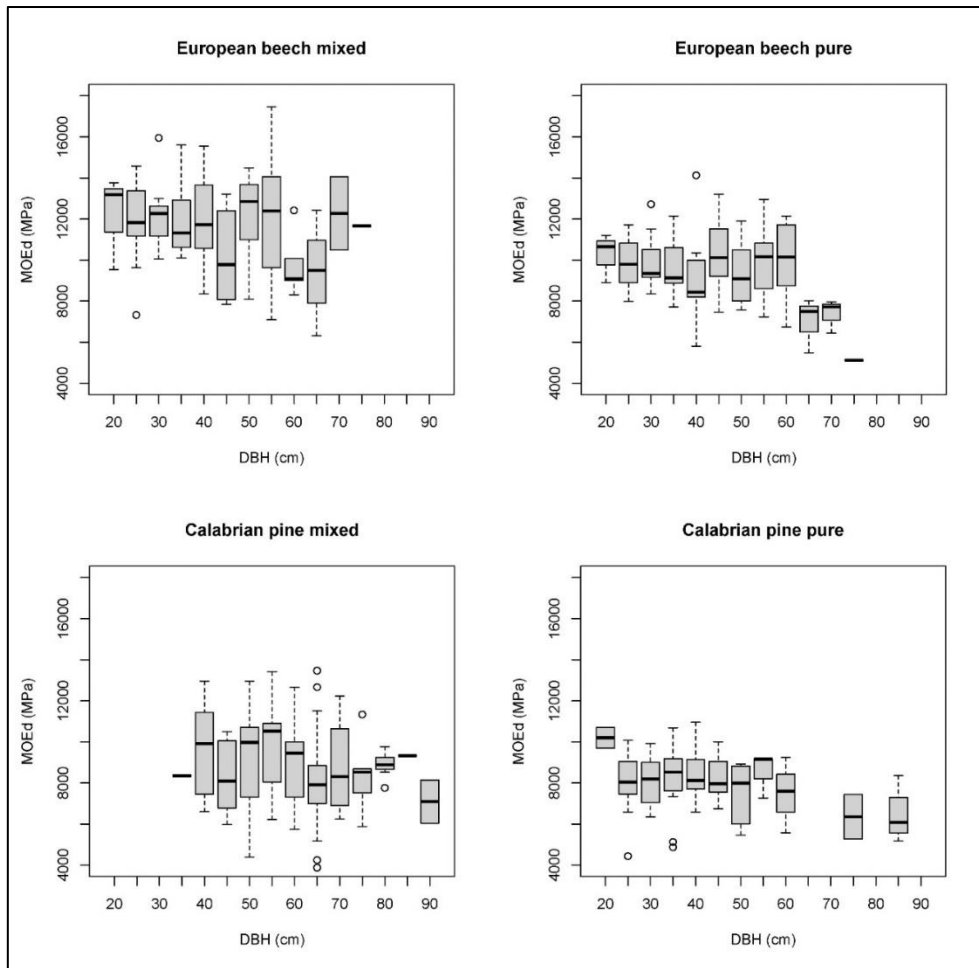 European beech mixed
MOEd (MPa)
16000
12000
8000
4000
20 30 40 50 60 70 80 90
DBH (cm)
European beech pure
MOEd (MPa)
16000
12000
8000
4000
20 30 40 50 60 70 80 90
DBH (cm)
Calabrian pine mixed
MOEd (MPa)
16000
12000
8000
4000
20 30 40 50 60 70 80 90
DBH (cm)
Calabrian pine pure
MOEd (MPa)
16000
12000
8000
4000
20 30 40 50 60 70 80 90
DBH (cm)